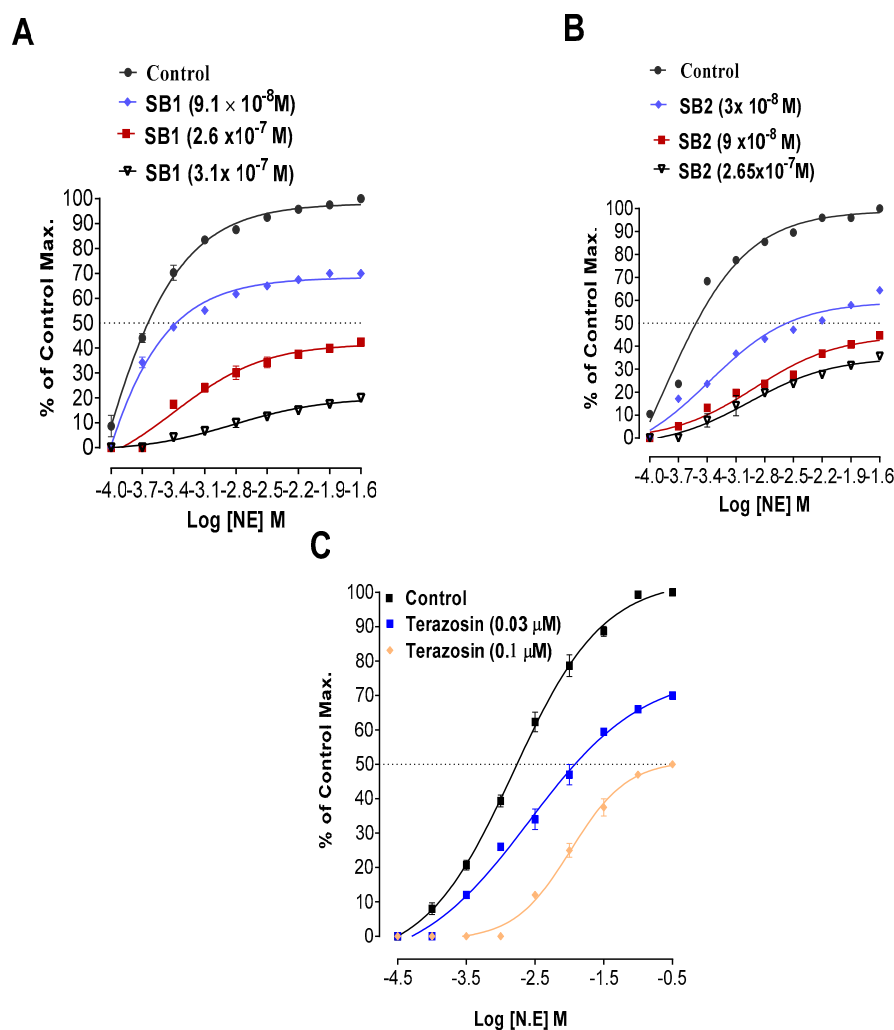 A
Control
SB1 (9.1 × 10⁻⁸M)
SB1 (2.6 x10⁻⁷ M)
SB1 (3.1x 10⁻⁷ M)
% of Control Max.
100
90
80
70
60
50
40
30
20
10
0
-4.0 -3.7 -3.4 -3.1 -2.8 -2.5 -2.2 -1.9 -1.6
Log [NE] M
B
Control
SB2 (3x 10⁻⁸ M)
SB2 (9 x10⁻⁸ M)
SB2 (2.65x10⁻⁷M)
% of Control Max.
100
90
80
70
60
50
40
30
20
10
0
-4.0 -3.7 -3.4 -3.1 -2.8 -2.5 -2.2 -1.9 -1.6
Log [NE] M
C
Control
Terazosin (0.03 μM)
Terazosin (0.1 μM)
% of Control Max.
100
90
80
70
60
50
40
30
20
10
0
-4.5 -3.5 -2.5 -1.5 -0.5
Log [N.E] M